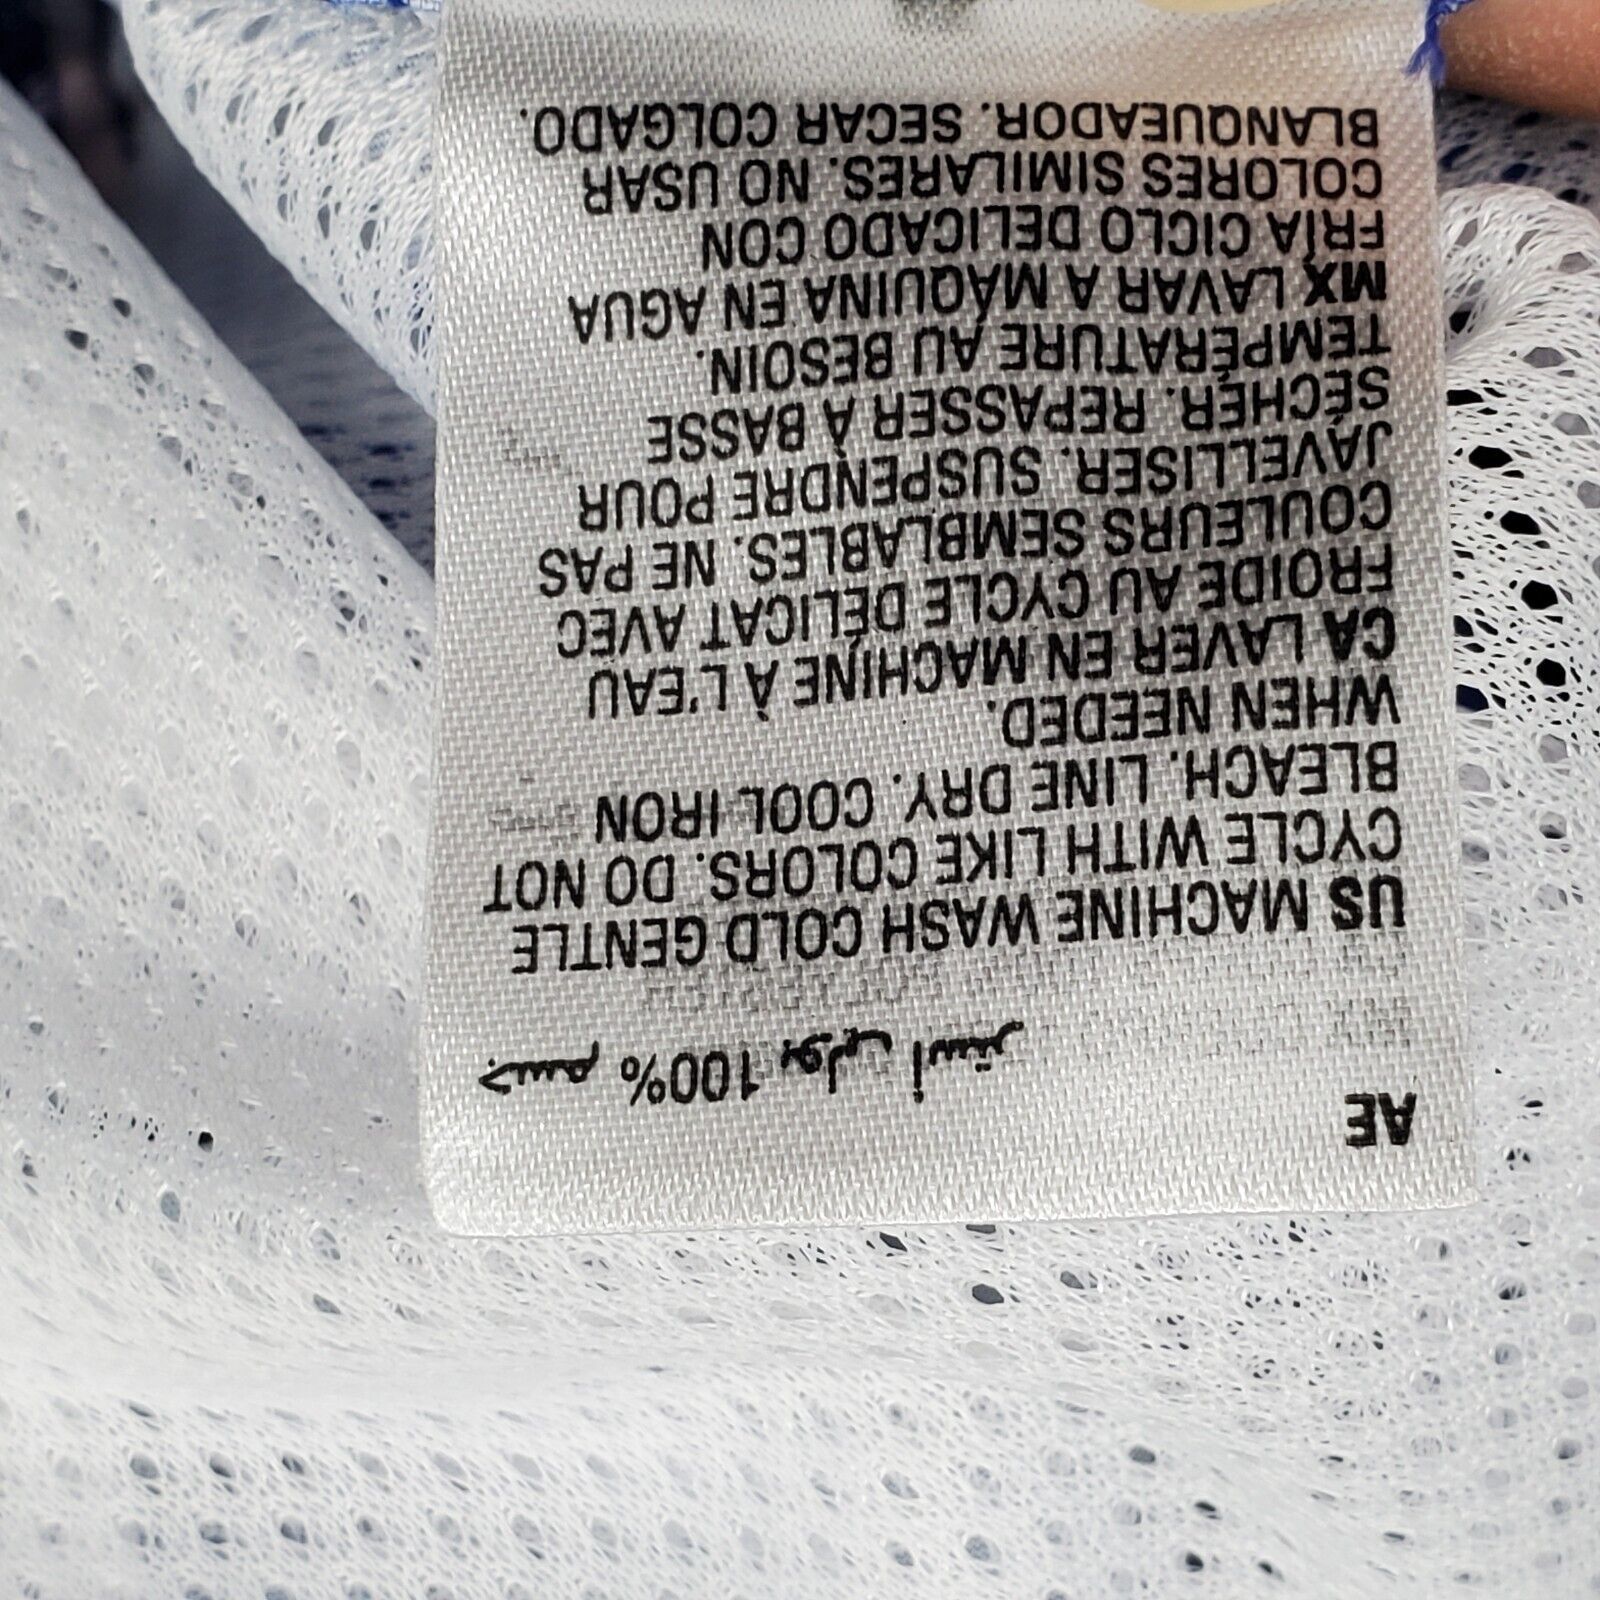 AE
جسم 100% بولي أستر
US MACHINE WASH COLD GENTLE
CYCLE WITH LIKE COLORS. DO NOT
BLEACH. LINE DRY. COOL IRON
WHEN NEEDED.
CA LAVER EN MACHINE À L'EAU
FROIDE AU CYCLE DÉLICAT AVEC
COULEURS SEMBLABLES. NE PAS
JAVELLISER. SUSPENDRE POUR
SÉCHER. REPASSER À BASSE
TEMPÉRATURE AU BESOIN.
MX LAVAR A MÁQUINA EN AGUA
FRÍA CICLO DELICADO CON
COLORES SIMILARES. NO USAR
BLANQUEADOR. SECAR COLGADO.